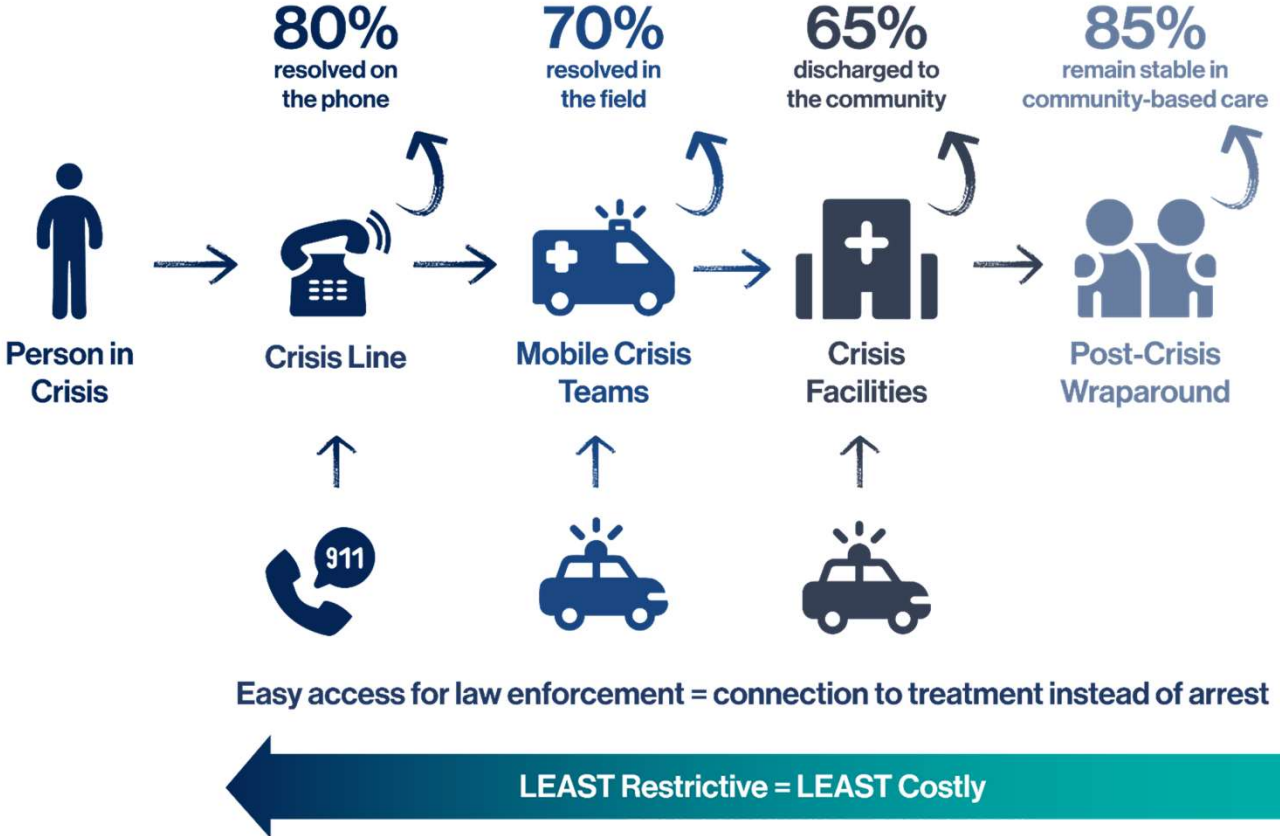 80%
resolved on
the phone
70%
resolved in
the field
65%
discharged to
the community
85%
remain stable in
community-based care
Person in
Crisis
Crisis Line
Mobile Crisis
Teams
Crisis
Facilities
Post-Crisis
Wraparound
911
Easy access for law enforcement = connection to treatment instead of arrest
LEAST Restrictive = LEAST Costly